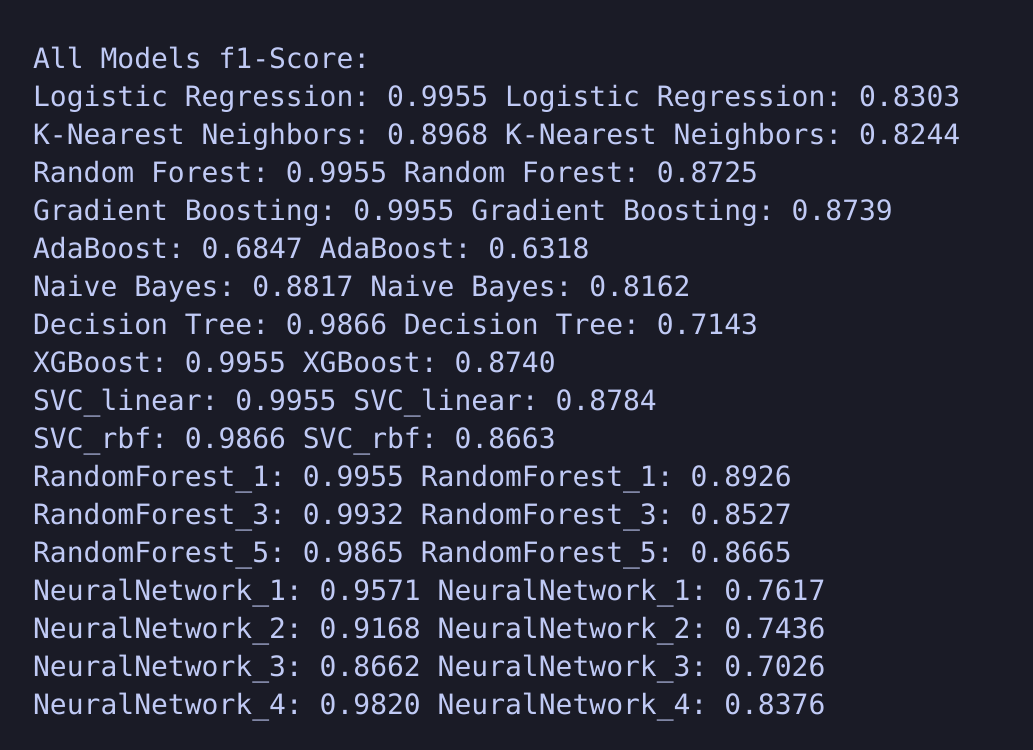 All Models f1-Score:
Logistic Regression: 0.9955 Logistic Regression: 0.8303
K-Nearest Neighbors: 0.8968 K-Nearest Neighbors: 0.8244
Random Forest: 0.9955 Random Forest: 0.8725
Gradient Boosting: 0.9955 Gradient Boosting: 0.8739
AdaBoost: 0.6847 AdaBoost: 0.6318
Naive Bayes: 0.8817 Naive Bayes: 0.8162
Decision Tree: 0.9866 Decision Tree: 0.7143
XGBoost: 0.9955 XGBoost: 0.8740
SVC_linear: 0.9955 SVC_linear: 0.8784
SVC_rbf: 0.9866 SVC_rbf: 0.8663
RandomForest_1: 0.9955 RandomForest_1: 0.8926
RandomForest_3: 0.9932 RandomForest_3: 0.8527
RandomForest_5: 0.9865 RandomForest_5: 0.8665
NeuralNetwork_1: 0.9571 NeuralNetwork_1: 0.7617
NeuralNetwork_2: 0.9168 NeuralNetwork_2: 0.7436
NeuralNetwork_3: 0.8662 NeuralNetwork_3: 0.7026
NeuralNetwork_4: 0.9820 NeuralNetwork_4: 0.8376